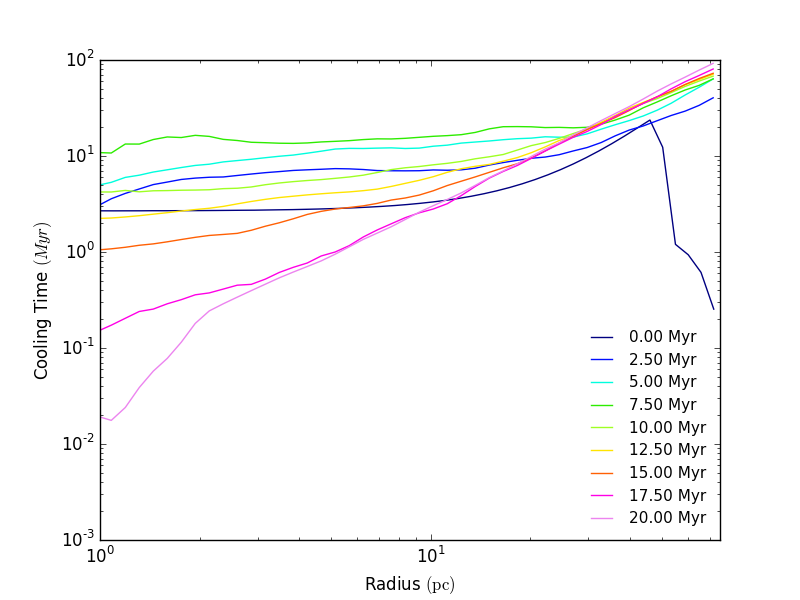 10²
10¹
10⁰
10⁻¹
10⁻²
10⁻³
Cooling Time (Myr)
0.00 Myr
2.50 Myr
5.00 Myr
7.50 Myr
10.00 Myr
12.50 Myr
15.00 Myr
17.50 Myr
20.00 Myr
10⁰ 10¹
Radius (pc)